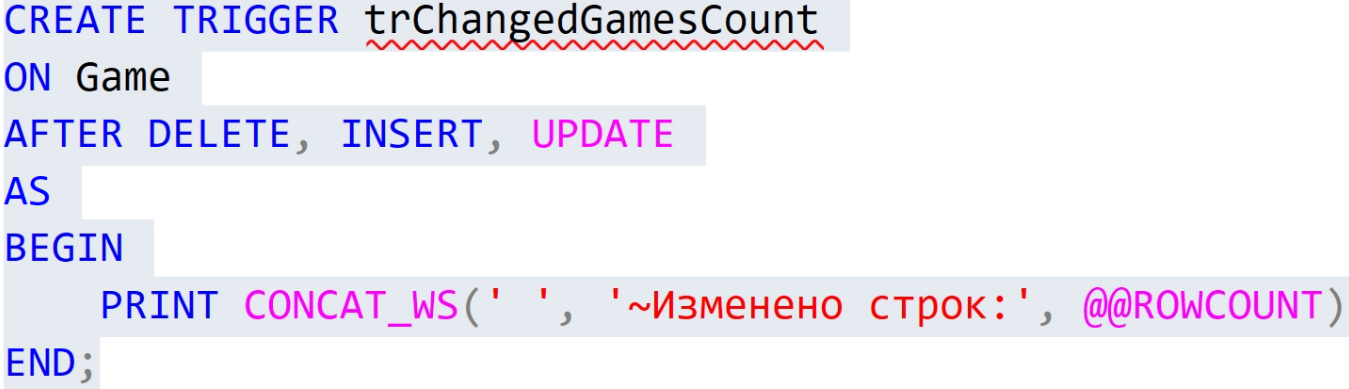 CREATE TRIGGER trChangedGamesCount
ON Game
AFTER DELETE, INSERT, UPDATE
AS
BEGIN
    PRINT CONCAT_WS(' ', '~Изменено строк:', @@ROWCOUNT)
END;